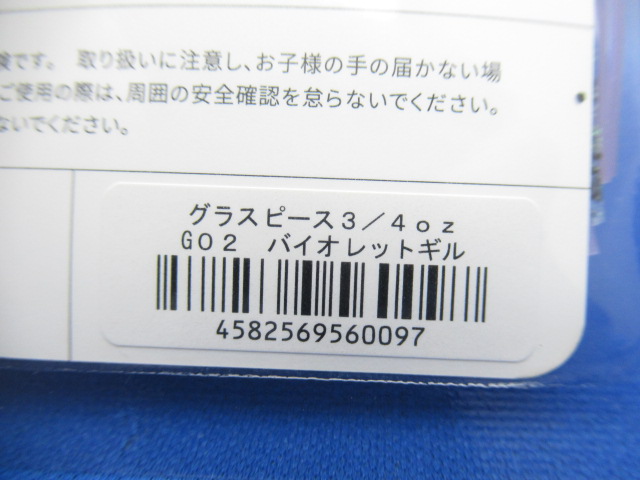 険です。 取り扱いに注意し、お子様の手の届かない場
ご使用の際は、周囲の安全確認を怠らないでください。
ないでください。
グラスピース3/4oz
G02 バイオレットギル
4582569560097